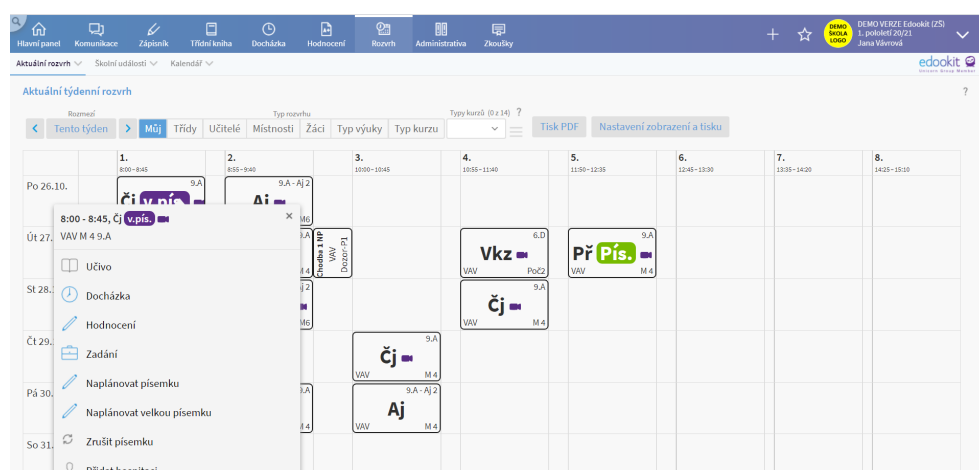 Hlavní panel Komunikace Zápisník Třídní kniha Docházka Hodnocení Rozvrh Administrativa Zkoušky
DEMO
ŠKOLA
LOGO
DEMO VERZE Edookit (ZŠ)
1. pololetí 20/21
Jana Vávrová
Aktuální rozvrh Školní události Kalendář
edookit
Unicorn Group Member
Aktuální týdenní rozvrh ?
Rozmezí Typ rozvrhu Typy kurzů (0 z 14) ?
Tento týden Můj Třídy Učitelé Místnosti Žáci Typ výuky Typ kurzu Tisk PDF Nastavení zobrazení a tisku
1. 2. 3. 4. 5. 6. 7. 8.
8:00-8:45 8:55-9:40 10:00-10:45 10:55-11:40 11:50-12:35 12:45-13:30 13:35-14:20 14:25-15:10
Po 26.10.
9.A
Čj v.pís.
9.A - Aj 2
Aj
M6
8:00 - 8:45, Čj v.pís. ×
VAV M 4 9.A
Učivo
Docházka
Hodnocení
Zadání
Naplánovat písemku
Naplánovat velkou písemku
Zrušit písemku
Přidat hospitaci
Út 27.
Chodba 1 NP
VAV
Dozor-P1
6.D
Vkz
VAV Poč2
9.A
Př Pís.
VAV M 4
St 28.
M6
9.A
Čj
VAV M 4
Čt 29.
9.A
Čj
VAV M 4
Pá 30.
9.A - Aj 2
Aj
VAV M 4
So 31.